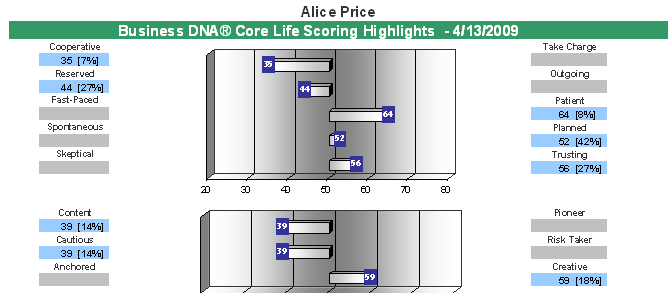 Alice Price
Business DNA® Core Life Scoring Highlights - 4/13/2009
Cooperative
35 [7%]
35
Take Charge
Reserved
44 [27%]
44
Outgoing
Fast-Paced
64
Patient
64 [8%]
Spontaneous
52
Planned
52 [42%]
Skeptical
56
Trusting
56 [27%]
20 30 40 50 60 70 80
Content
39 [14%]
39
Pioneer
Cautious
39 [14%]
39
Risk Taker
Anchored
59
Creative
59 [18%]